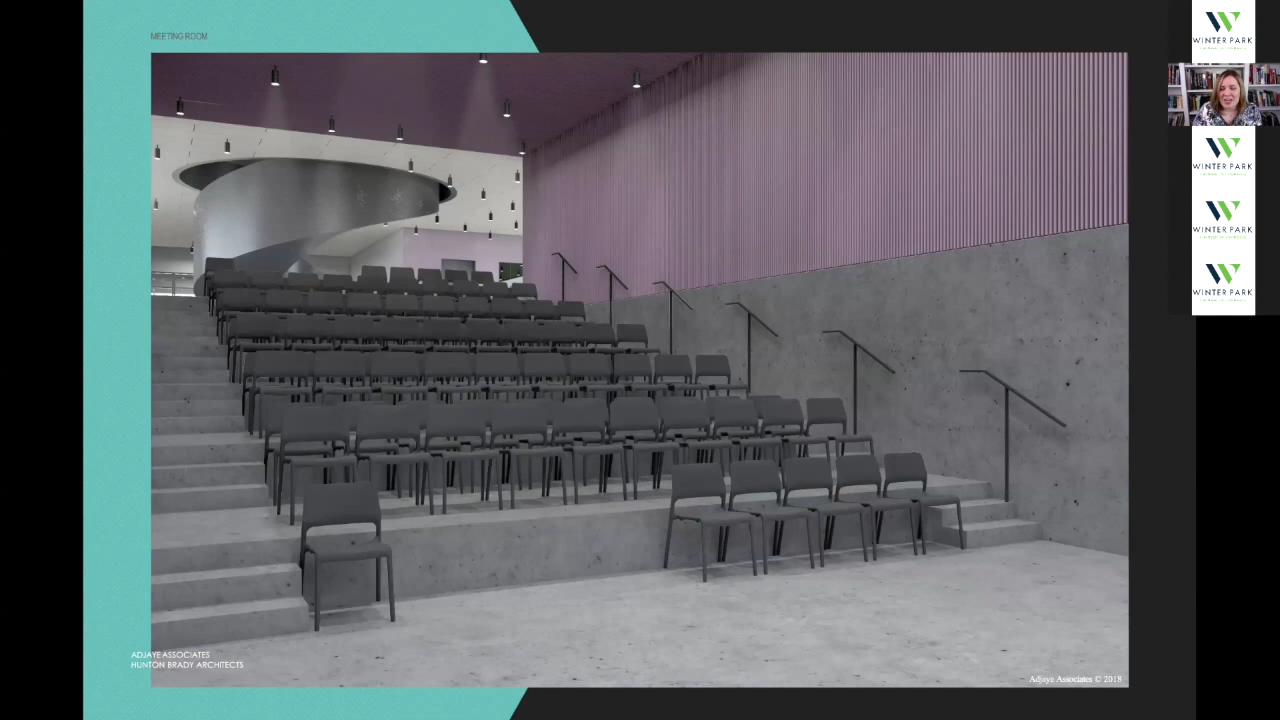 MEETING ROOM
ADJAYE ASSOCIATES
HUNTON BRADY ARCHITECTS
Adjaye Associates © 2018
WINTER PARK
WINTER PARK
WINTER PARK
WINTER PARK